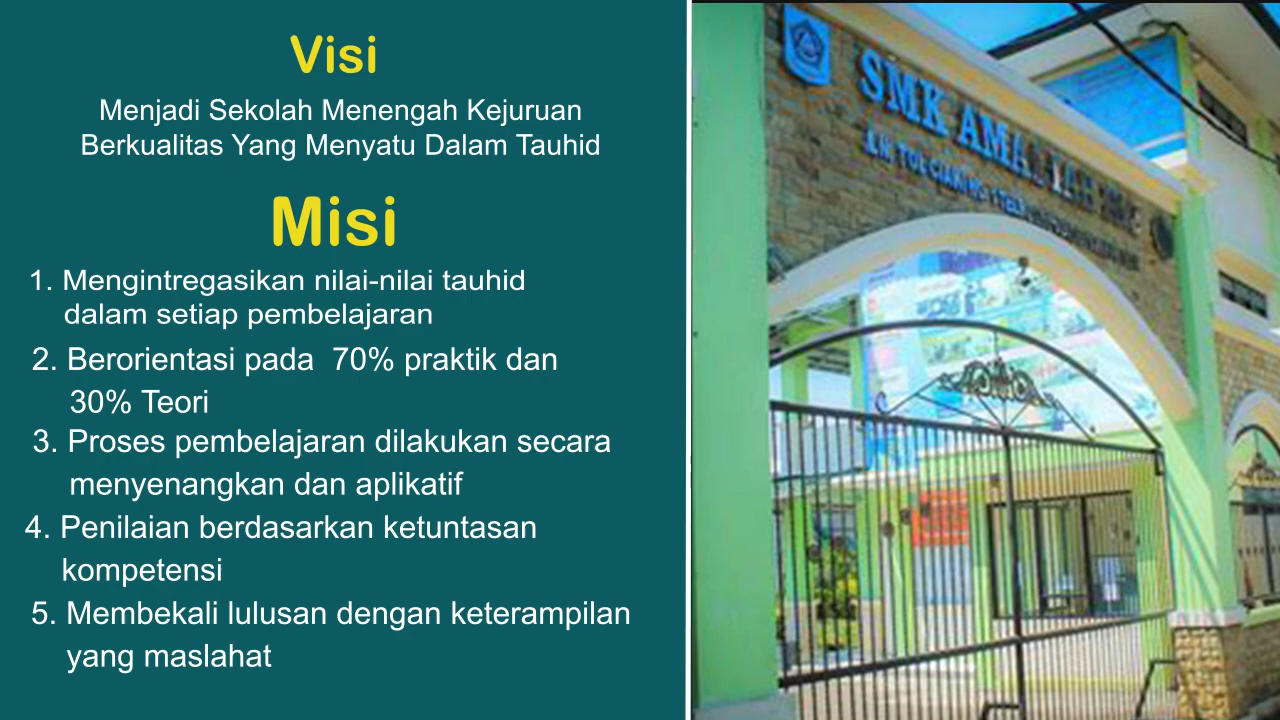 Visi
Menjadi Sekolah Menengah Kejuruan
Berkualitas Yang Menyatu Dalam Tauhid
Misi
1. Mengintregasikan nilai-nilai tauhid
dalam setiap pembelajaran
2. Berorientasi pada 70% praktik dan
30% Teori
3. Proses pembelajaran dilakukan secara
menyenangkan dan aplikatif
4. Penilaian berdasarkan ketuntasan
kompetensi
5. Membekali lulusan dengan keterampilan
yang maslahat
SMK AMALIAH